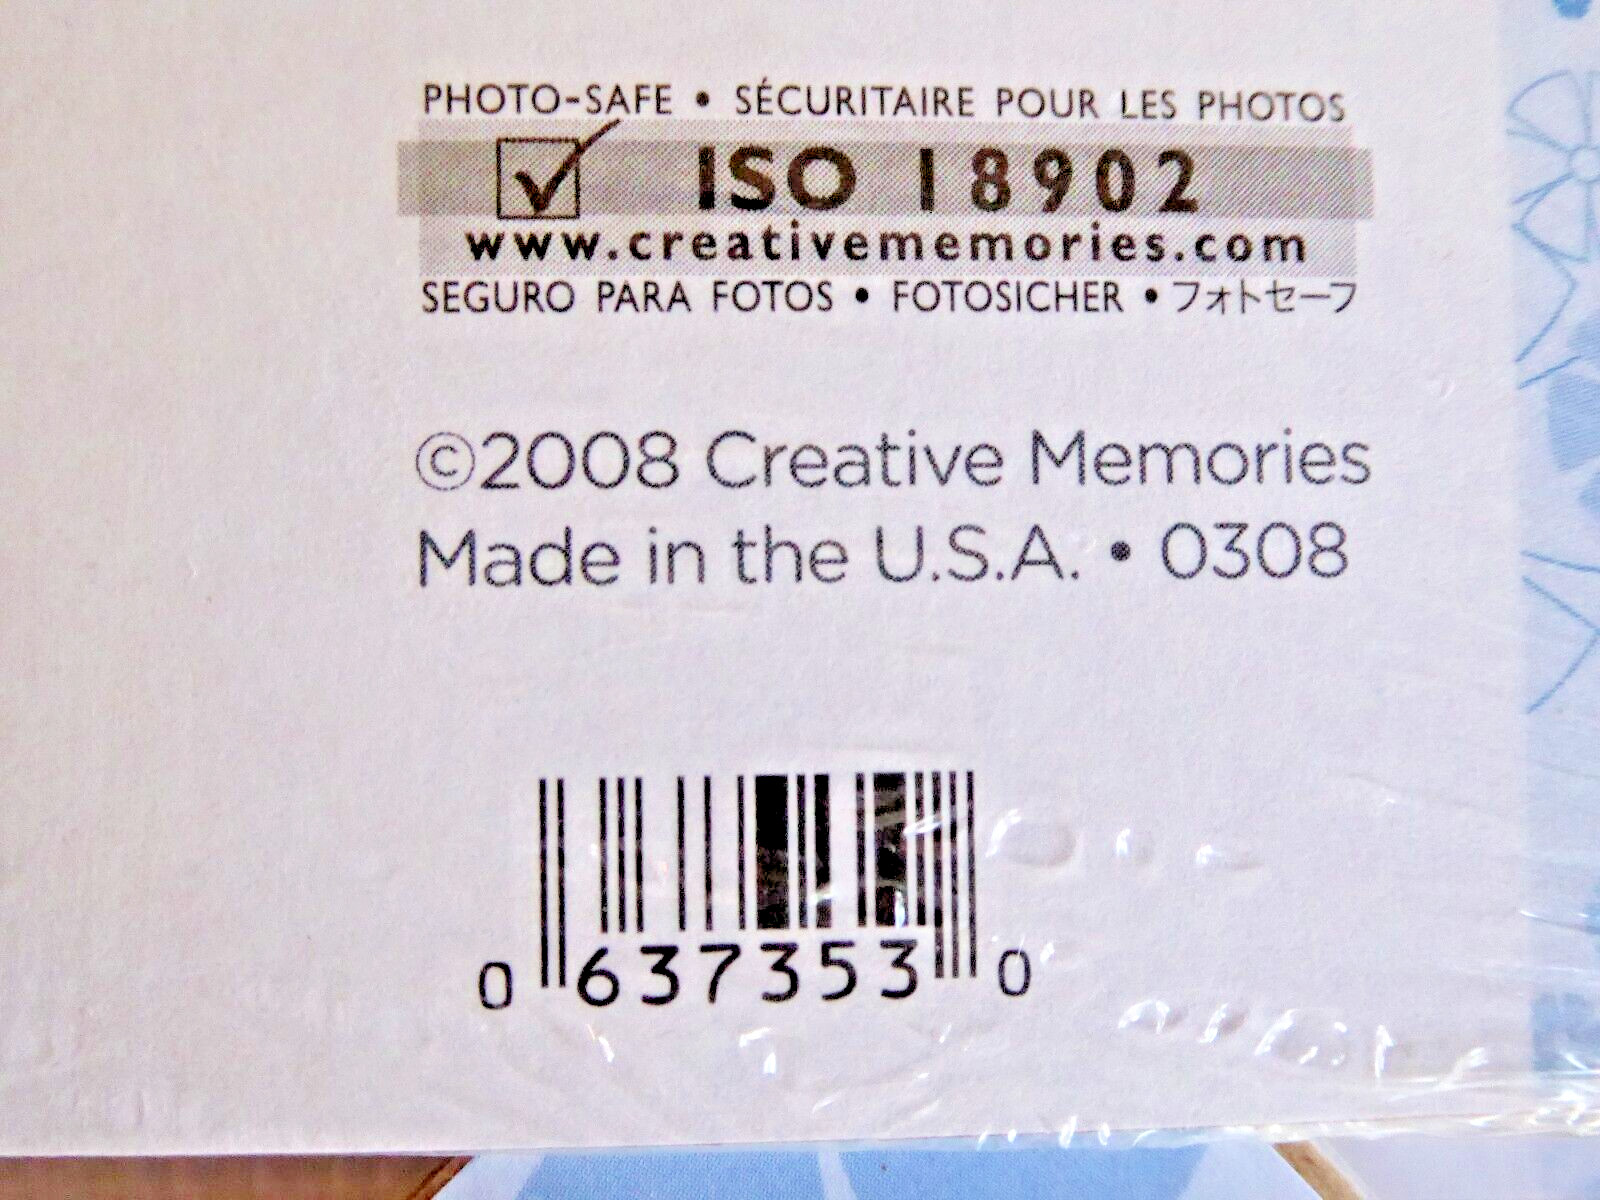 PHOTO-SAFE • SÉCURITAIRE POUR LES PHOTOS
ISO 18902
www.creativememories.com
SEGURO PARA FOTOS • FOTOSICHER • フォトセーフ
©2008 Creative Memories
Made in the U.S.A. • 0308
0 637353 0